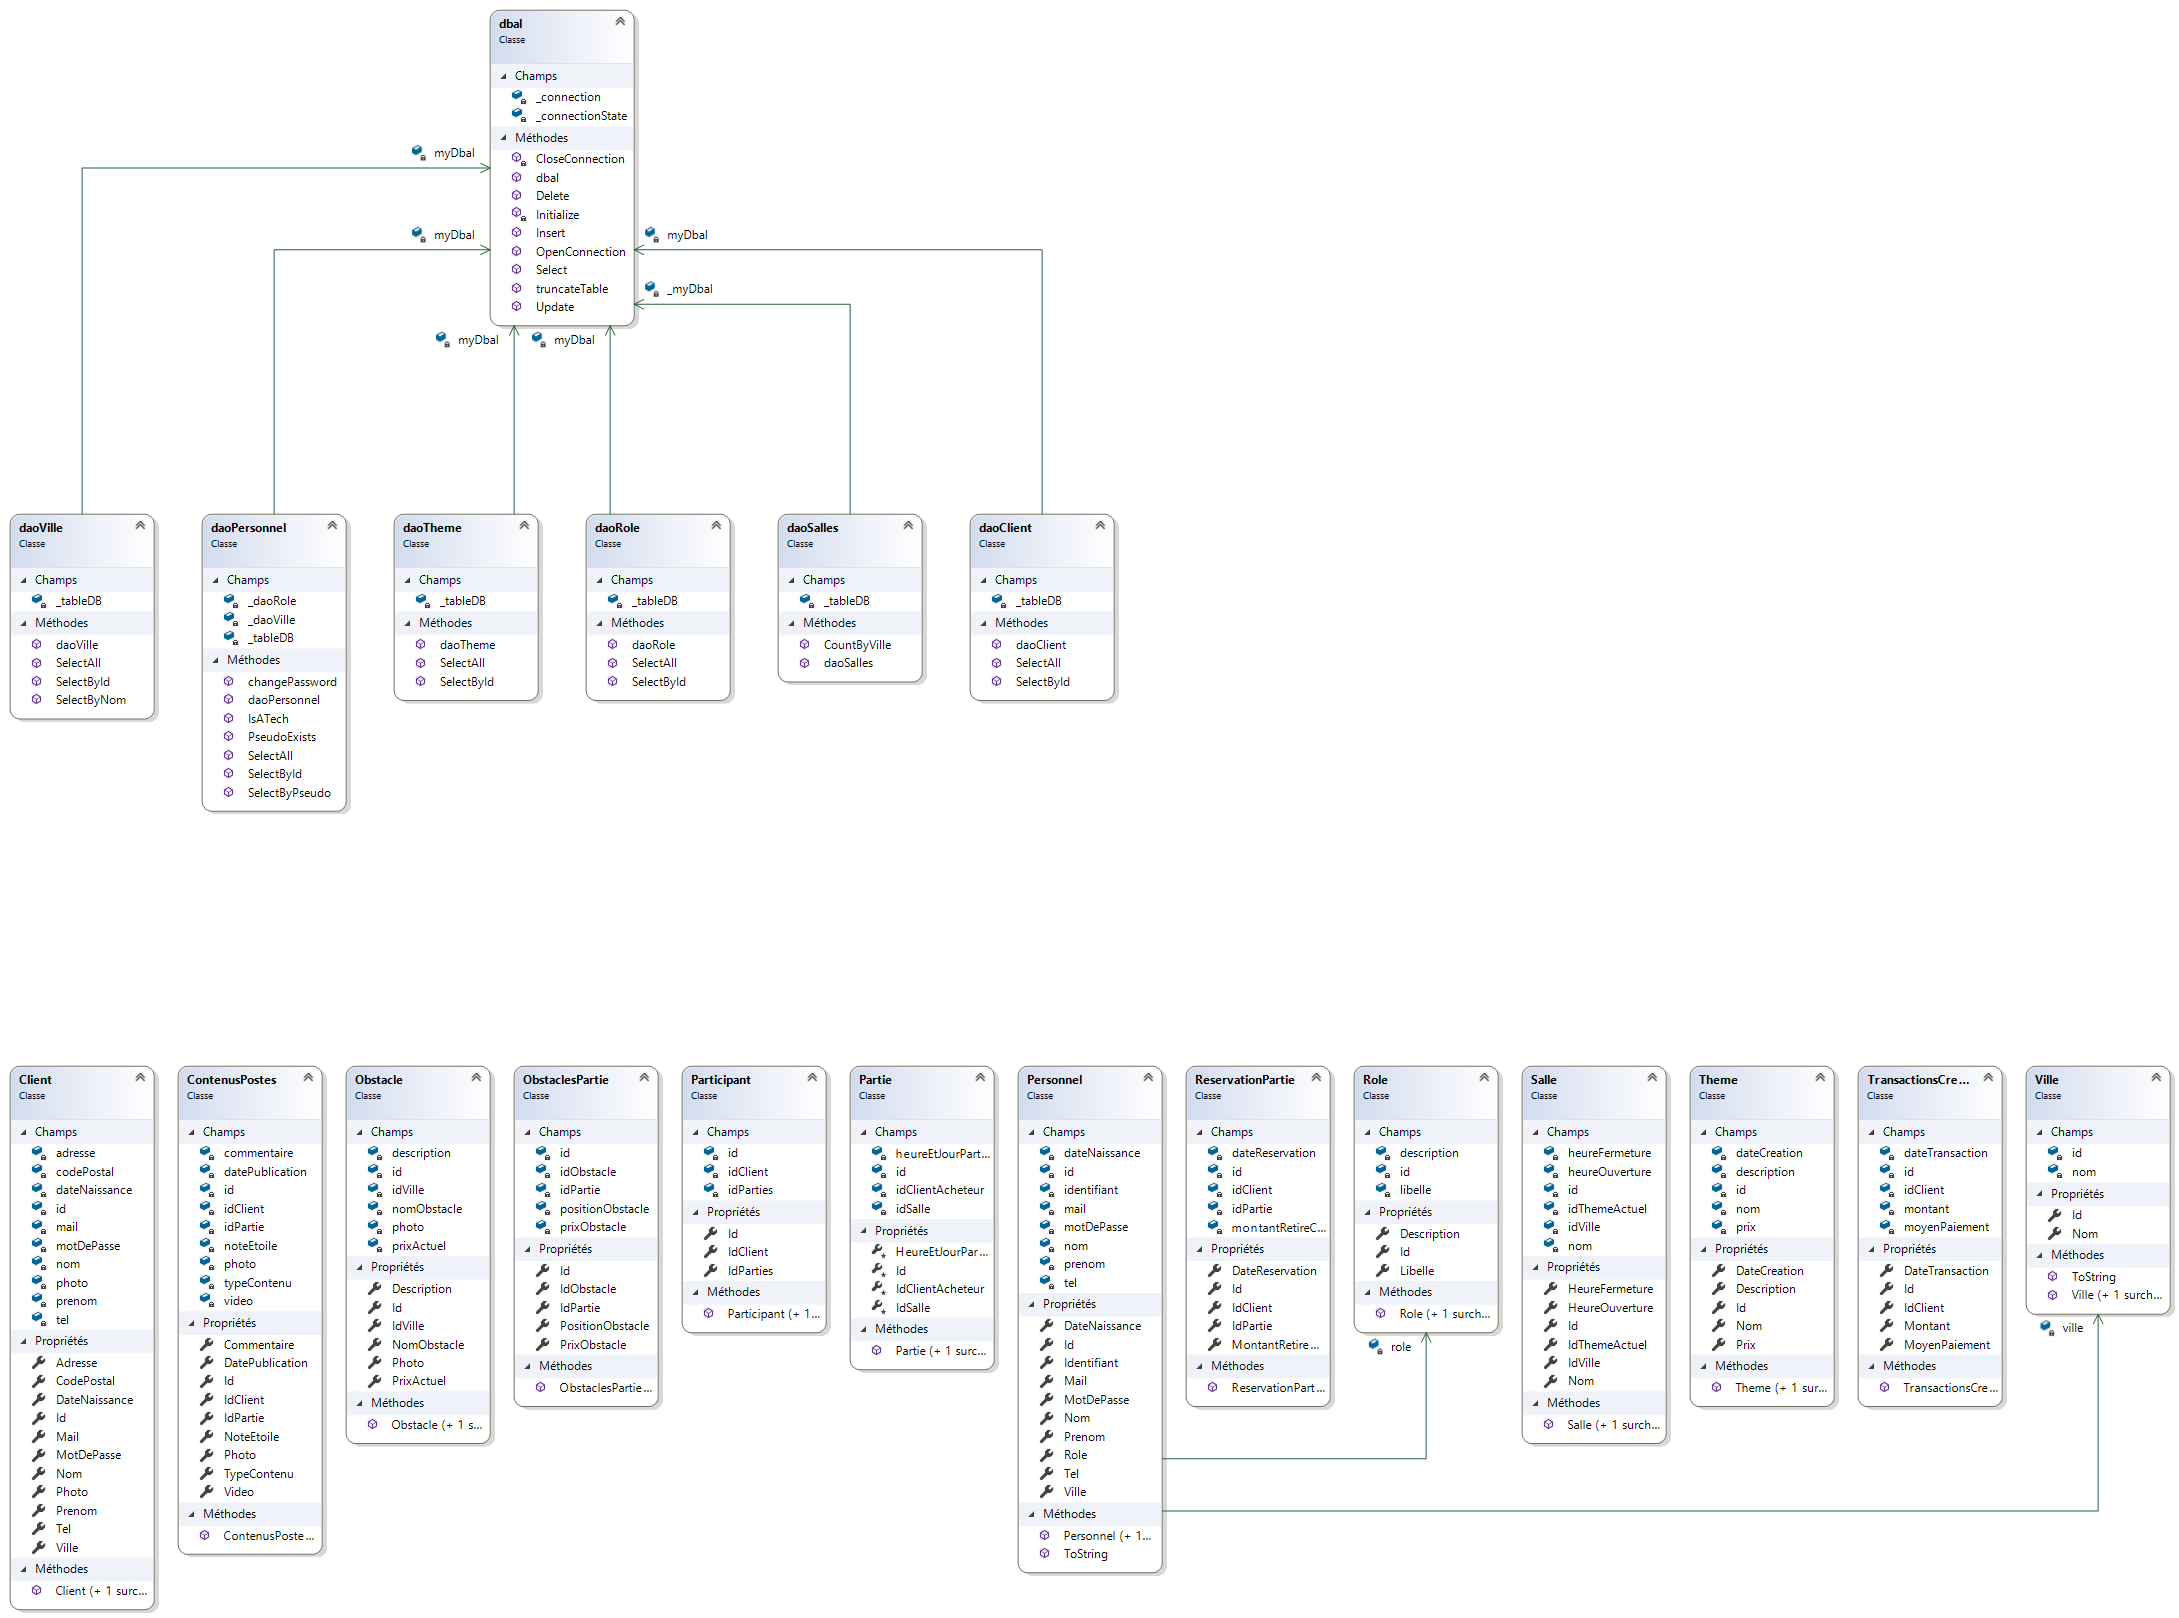 dbal
Classe
Champs
_connection
_connectionState
Méthodes
CloseConnection
dbal
Delete
Initialize
Insert
OpenConnection
Select
truncateTable
Update
myDbal
myDbal
myDbal
_myDbal
myDbal
myDbal
daoVille
Classe
Champs
_tableDB
Méthodes
daoVille
SelectAll
SelectById
SelectByNom
daoPersonnel
Classe
Champs
_daoRole
_daoVille
_tableDB
Méthodes
changePassword
daoPersonnel
IsATech
PseudoExists
SelectAll
SelectById
SelectByPseudo
daoTheme
Classe
Champs
_tableDB
Méthodes
daoTheme
SelectAll
SelectById
daoRole
Classe
Champs
_tableDB
Méthodes
daoRole
SelectAll
SelectById
daoSalles
Classe
Champs
_tableDB
Méthodes
CountByVille
daoSalles
daoClient
Classe
Champs
_tableDB
Méthodes
daoClient
SelectAll
SelectById
Client
Classe
Champs
adresse
codePostal
dateNaissance
id
mail
motDePasse
nom
photo
prenom
tel
Propriétés
Adresse
CodePostal
DateNaissance
Id
Mail
MotDePasse
Nom
Photo
Prenom
Tel
Ville
Méthodes
Client (+ 1 surc...
ContenusPostes
Classe
Champs
commentaire
datePublication
id
idClient
idPartie
noteEtoile
photo
typeContenu
video
Propriétés
Commentaire
DatePublication
Id
IdClient
IdPartie
NoteEtoile
Photo
TypeContenu
Video
Méthodes
ContenusPoste...
Obstacle
Classe
Champs
description
id
idVille
nomObstacle
photo
prixActuel
Propriétés
Description
Id
IdVille
NomObstacle
Photo
PrixActuel
Méthodes
Obstacle (+ 1 s...
ObstaclesPartie
Classe
Champs
id
idObstacle
idPartie
positionObstacle
prixObstacle
Propriétés
Id
IdObstacle
IdPartie
PositionObstacle
PrixObstacle
Méthodes
ObstaclesPartie...
Participant
Classe
Champs
id
idClient
idParties
Propriétés
Id
IdClient
IdParties
Méthodes
Participant (+ 1...
Partie
Classe
Champs
heureEtJourPart...
id
idClientAcheteur
idSalle
Propriétés
HeureEtJourPar...
Id
IdClientAcheteur
IdSalle
Méthodes
Partie (+ 1 surc...
Personnel
Classe
Champs
dateNaissance
id
identifiant
mail
motDePasse
nom
prenom
tel
Propriétés
DateNaissance
Id
Identifiant
Mail
MotDePasse
Nom
Prenom
Role
Tel
Ville
Méthodes
Personnel (+ 1...
ToString
ReservationPartie
Classe
Champs
dateReservation
id
idClient
idPartie
montantRetireC...
Propriétés
DateReservation
Id
IdClient
IdPartie
MontantRetire...
Méthodes
ReservationPart...
Role
Classe
Champs
description
id
libelle
Propriétés
Description
Id
Libelle
Méthodes
Role (+ 1 surch...
role
Salle
Classe
Champs
heureFermeture
heureOuverture
id
idThemeActuel
idVille
nom
Propriétés
HeureFermeture
HeureOuverture
Id
IdThemeActuel
IdVille
Nom
Méthodes
Salle (+ 1 surch...
Theme
Classe
Champs
dateCreation
description
id
nom
prix
Propriétés
DateCreation
Description
Id
Nom
Prix
Méthodes
Theme (+ 1 sur...
TransactionsCre...
Classe
Champs
dateTransaction
id
idClient
montant
moyenPaiement
Propriétés
DateTransaction
Id
IdClient
Montant
MoyenPaiement
Méthodes
TransactionsCre...
Ville
Classe
Champs
id
nom
Propriétés
Id
Nom
Méthodes
ToString
Ville (+ 1 surch...
ville